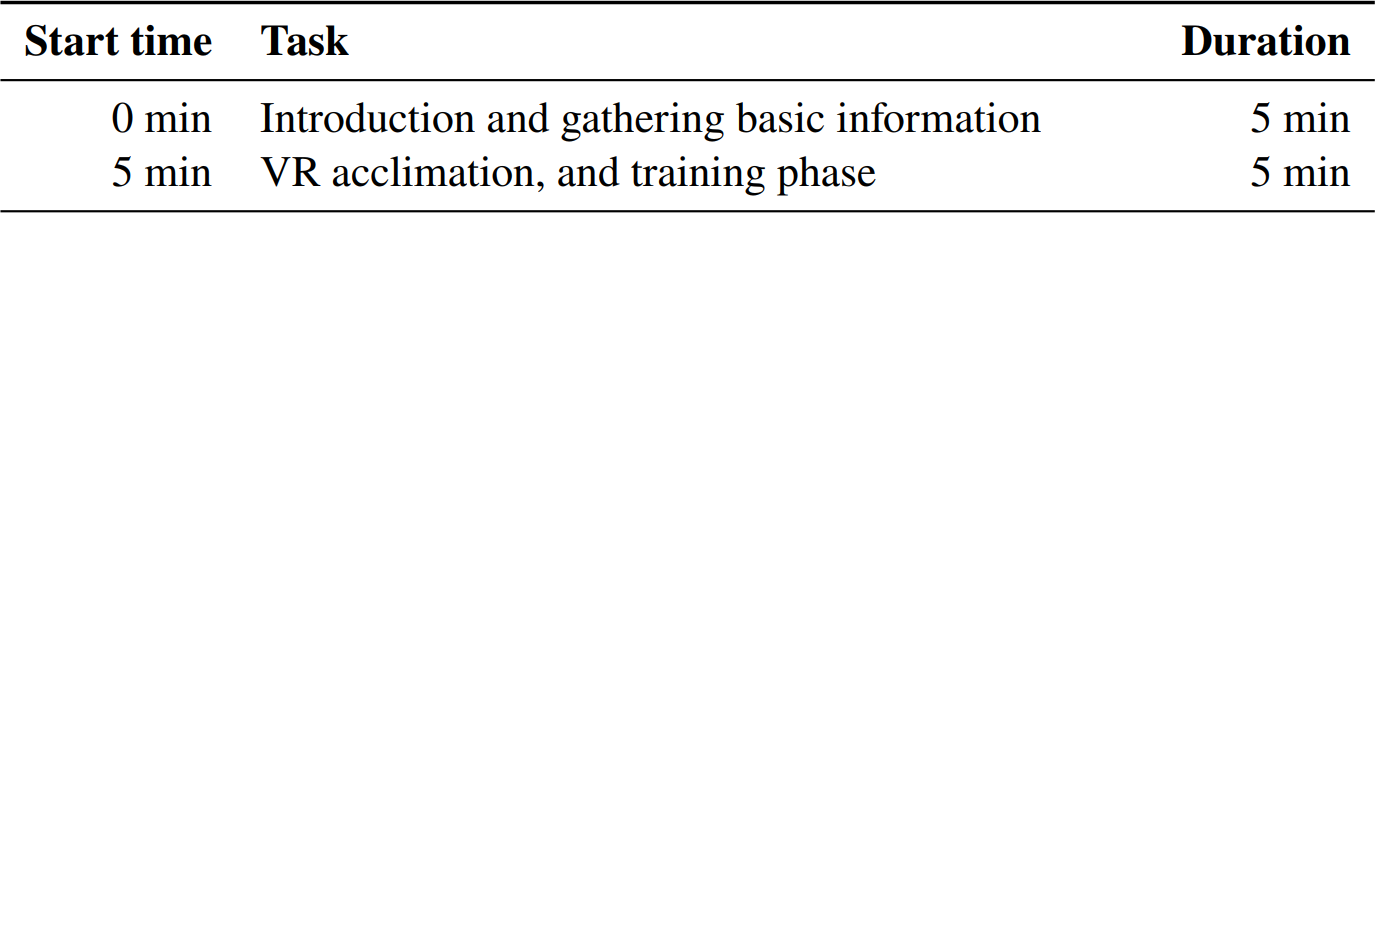 Start time Task Duration
0 min Introduction and gathering basic information 5 min
5 min VR acclimation, and training phase 5 min